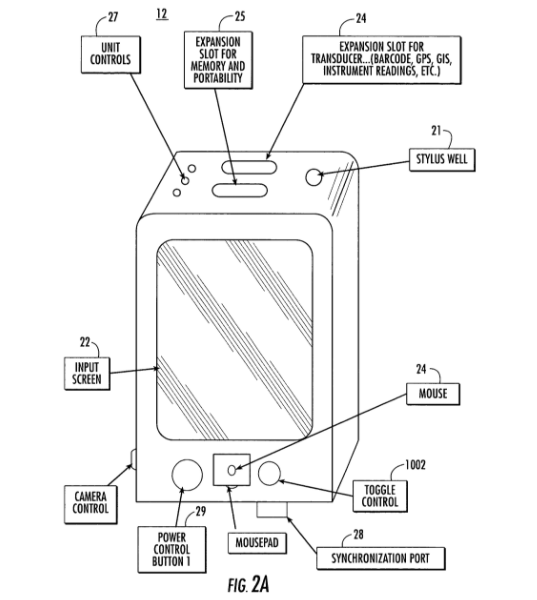 27
UNIT
CONTROLS
12
25
EXPANSION
SLOT FOR
MEMORY AND
PORTABILITY
24
EXPANSION SLOT FOR
TRANSDUCER...(BARCODE, GPS, GIS,
INSTRUMENT READINGS, ETC.)
21
STYLUS WELL
22
INPUT
SCREEN
24
MOUSE
CAMERA
CONTROL
1002
TOGGLE
CONTROL
29
POWER
CONTROL
BUTTON 1
MOUSEPAD
28
SYNCHRONIZATION PORT
FIG. 2A